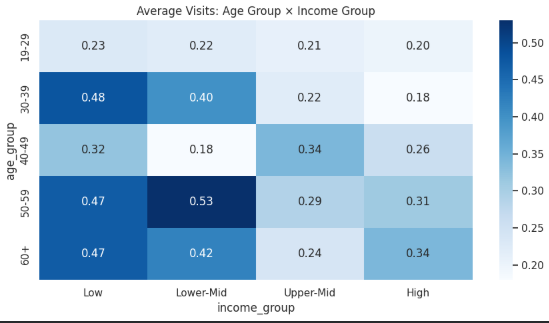 Average Visits: Age Group × Income Group
19-29 0.23 0.22 0.21 0.20
30-39 0.48 0.40 0.22 0.18
40-49 0.32 0.18 0.34 0.26
50-59 0.47 0.53 0.29 0.31
60+ 0.47 0.42 0.24 0.34
age_group
Low Lower-Mid Upper-Mid High
income_group
0.50
0.45
0.40
0.35
0.30
0.25
0.20